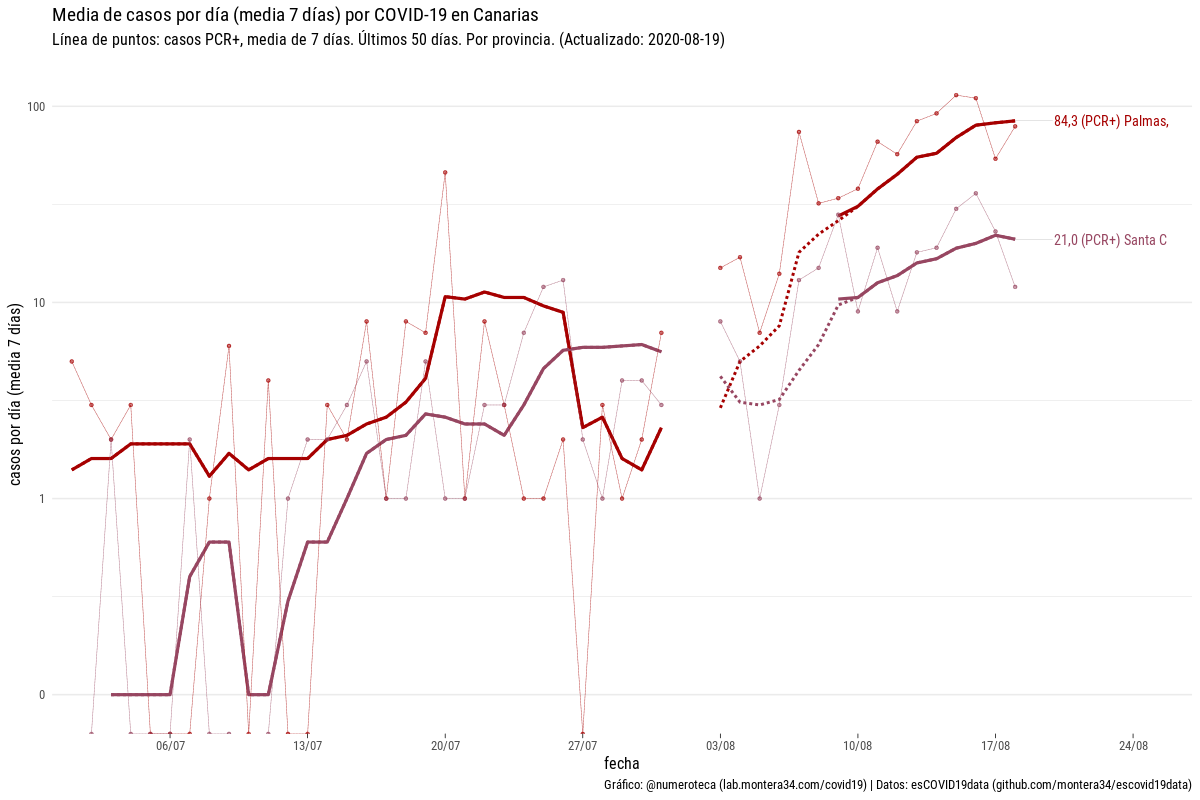 Media de casos por día (media 7 días) por COVID-19 en Canarias
Línea de puntos: casos PCR+, media de 7 días. Últimos 50 días. Por provincia. (Actualizado: 2020-08-19)
casos por día (media 7 días)
100
10
1
0
84,3 (PCR+) Palmas,
21,0 (PCR+) Santa C
06/07
13/07
20/07
27/07
03/08
10/08
17/08
24/08
fecha
Gráfico: @numeroteca (lab.montera34.com/covid19) | Datos: esCOVID19data (github.com/montera34/escovid19data)